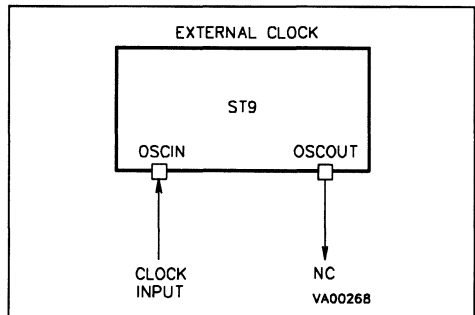 EXTERNAL CLOCK
ST9
OSCIN OSCOUT
CLOCK INPUT
NC
VA00268